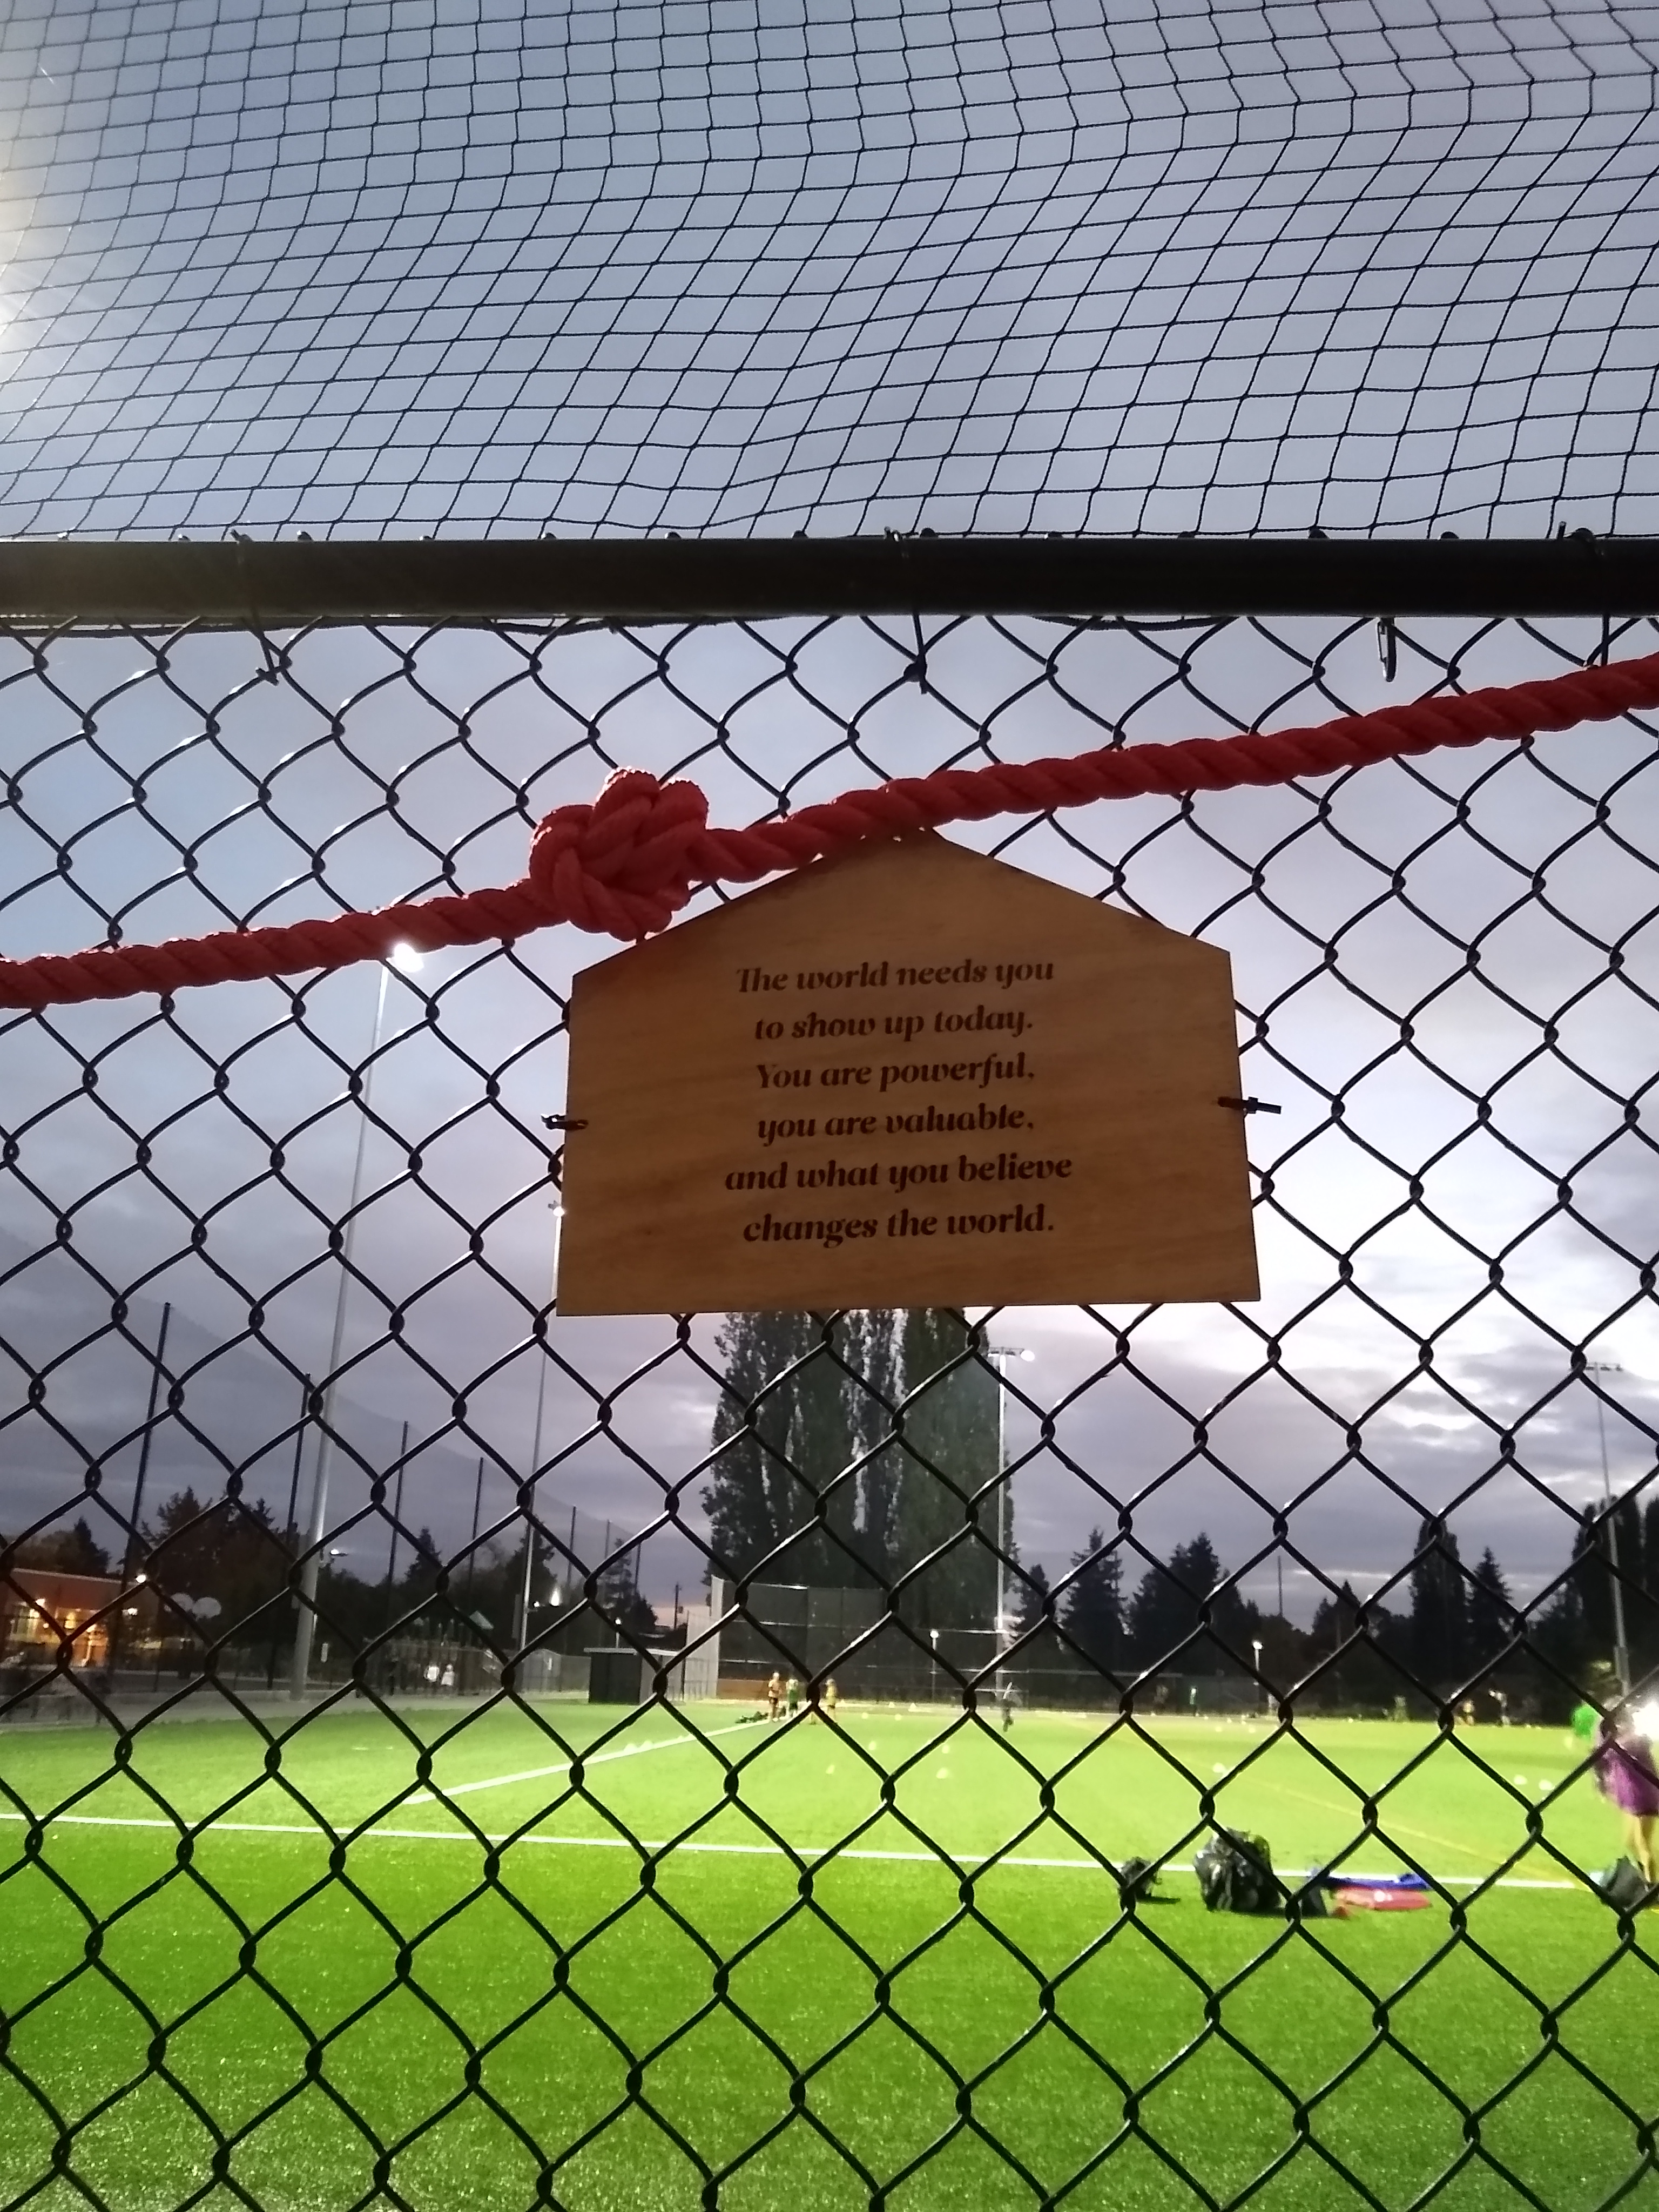 The world needs you
to show up today.
You are powerful,
you are valuable,
and what you believe
changes the world.